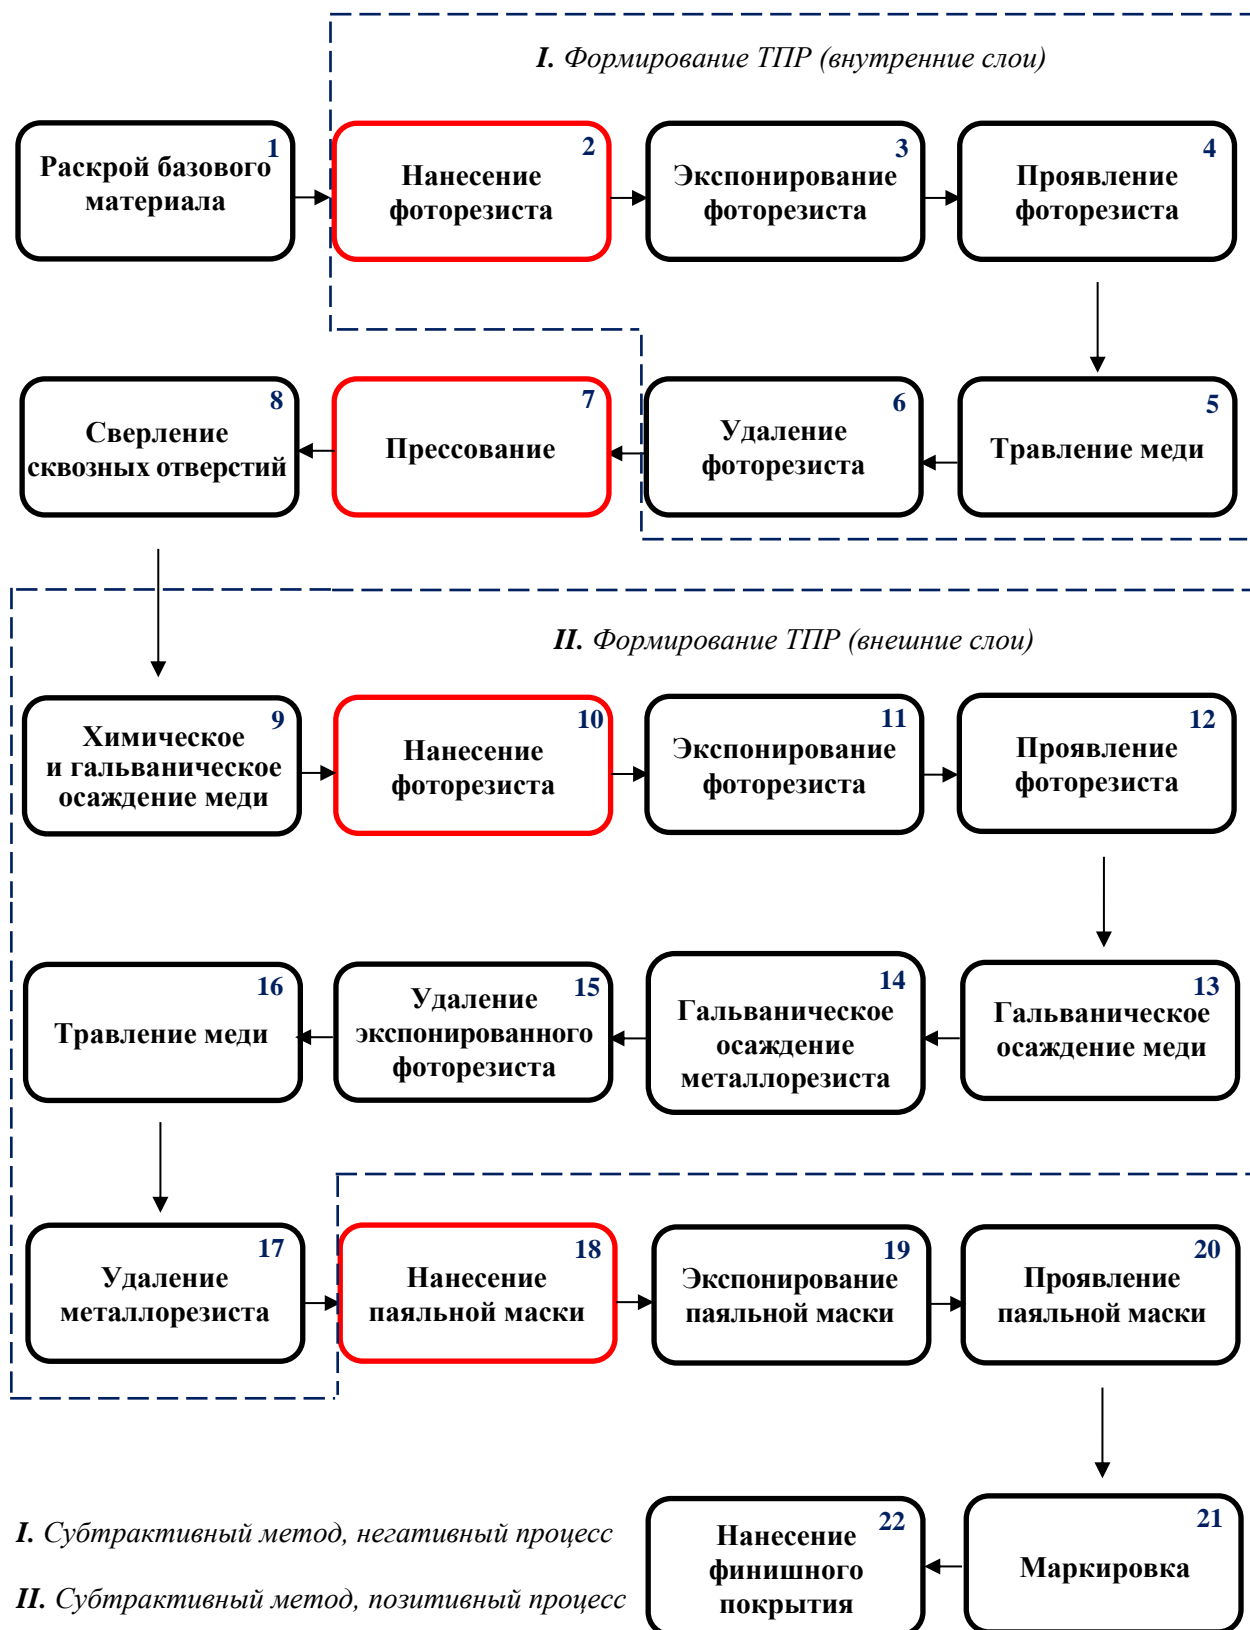 I. Формирование ТПР (внутренние слои)
1
Раскрой базового
материала
2
Нанесение
фоторезиста
3
Экспонирование
фоторезиста
4
Проявление
фоторезиста
5
Травление меди
6
Удаление
фоторезиста
7
Прессование
8
Сверление
сквозных отверстий
II. Формирование ТПР (внешние слои)
9
Химическое
и гальваническое
осаждение меди
10
Нанесение
фоторезиста
11
Экспонирование
фоторезиста
12
Проявление
фоторезиста
13
Гальваническое
осаждение меди
14
Гальваническое
осаждение
металлорезиста
15
Удаление
экспонированного
фоторезиста
16
Травление меди
17
Удаление
металлорезиста
18
Нанесение
паяльной маски
19
Экспонирование
паяльной маски
20
Проявление
паяльной маски
21
Маркировка
22
Нанесение
финишного
покрытия
I. Субтрактивный метод, негативный процесс
II. Субтрактивный метод, позитивный процесс